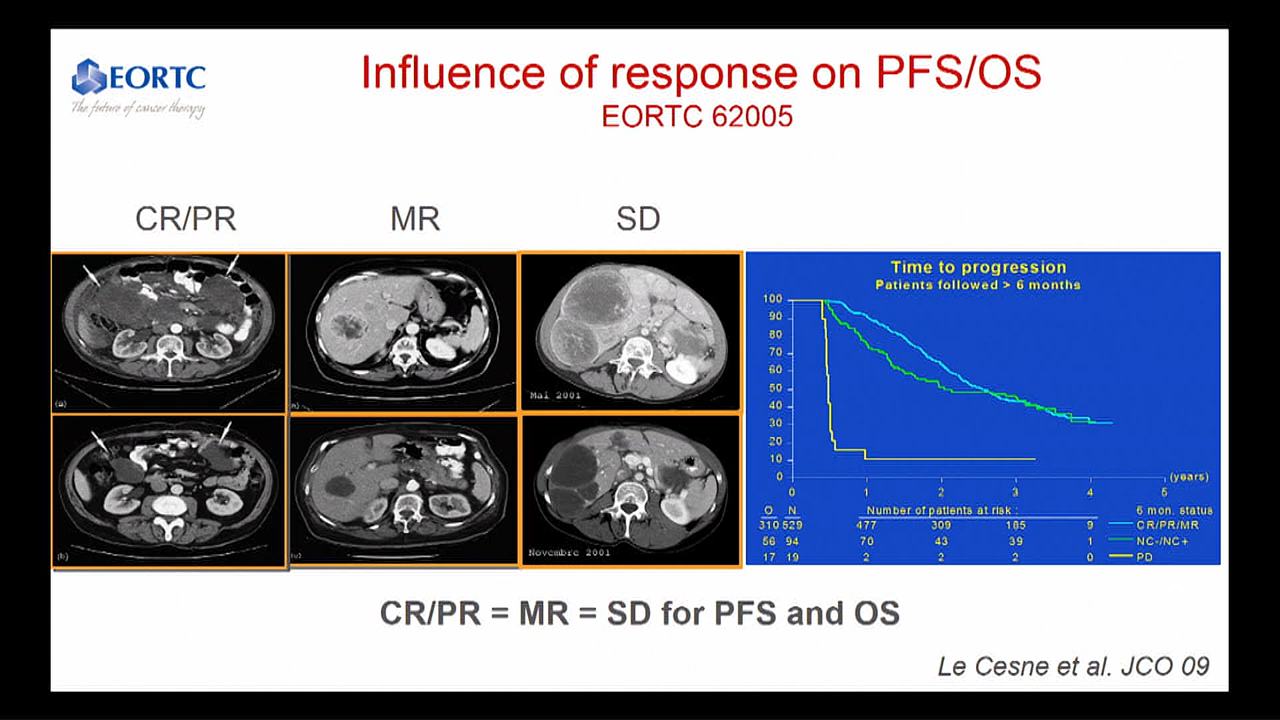 EORTC
The future of cancer therapy
Influence of response on PFS/OS
EORTC 62005
CR/PR
MR
SD
(a)
Mai 2001
(b)
Novembre 2001
Time to progression
Patients followed > 6 months
100
90
80
70
60
50
40
30
20
10
0
(years)
0 1 2 3 4 5
O N Number of patients at risk : 6 mon. status
310 529 477 309 185 9 CR/PR/MR
56 94 70 43 39 1 NC-/NC+
17 19 2 2 2 0 PD
CR/PR = MR = SD for PFS and OS
Le Cesne et al. JCO 09